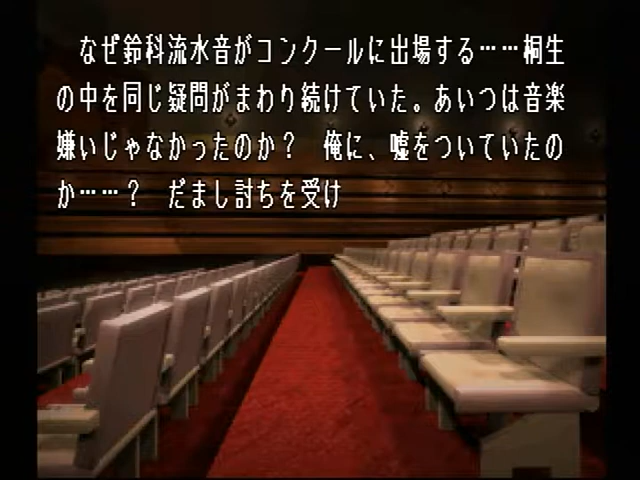 なぜ鈴科流水音がコンクールに出場する……桐生
の中を同じ疑問がまわり続けていた。あいつは音楽
嫌いじゃなかったのか？　俺に、嘘をついていたの
か……？　だまし討ちを受け